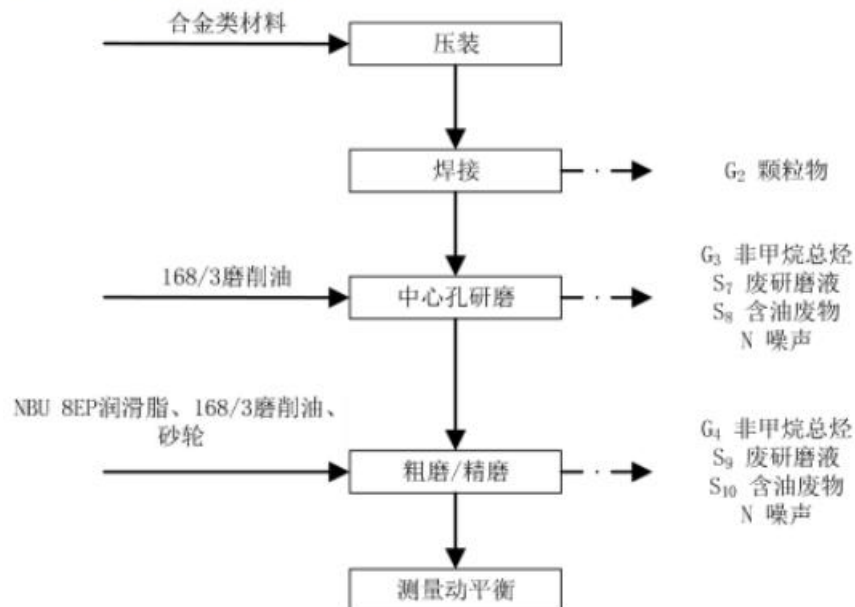 合金类材料
压装
焊接
G₂ 颗粒物
168/3磨削油
中心孔研磨
G₃ 非甲烷总烃
S₇ 废研磨液
S₈ 含油废物
N 噪声
NBU 8EP润滑脂、168/3磨削油、
砂轮
粗磨/精磨
G₄ 非甲烷总烃
S₉ 废研磨液
S₁₀ 含油废物
N 噪声
测量动平衡